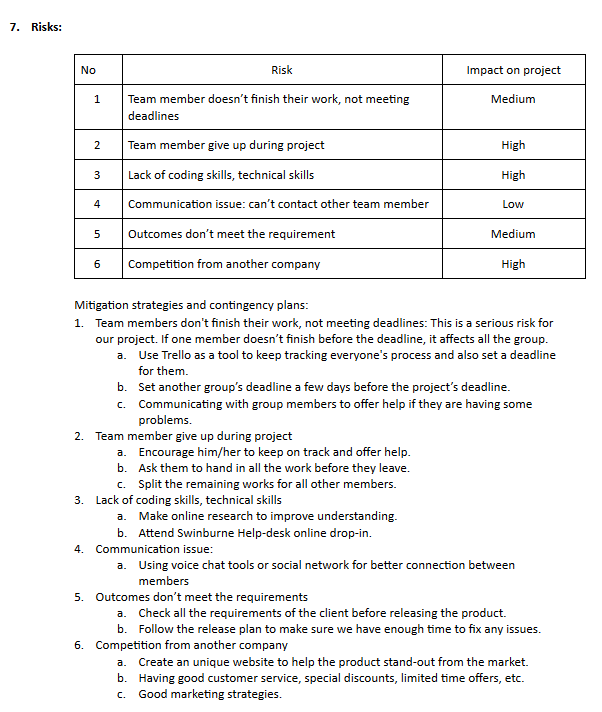 7. Risks:
No Risk Impact on project
1 Team member doesn't finish their work, not meeting Medium
deadlines
2 Team member give up during project High
3 Lack of coding skills, technical skills High
4 Communication issue: can't contact other team member Low
5 Outcomes don't meet the requirement Medium
6 Competition from another company High
Mitigation strategies and contingency plans:
1. Team members don't finish their work, not meeting deadlines: This is a serious risk for
our project. If one member doesn't finish before the deadline, it affects all the group.
a. Use Trello as a tool to keep tracking everyone's process and also set a deadline
for them.
b. Set another group's deadline a few days before the project's deadline.
c. Communicating with group members to offer help if they are having some
problems.
2. Team member give up during project
a. Encourage him/her to keep on track and offer help.
b. Ask them to hand in all the work before they leave.
c. Split the remaining works for all other members.
3. Lack of coding skills, technical skills
a. Make online research to improve understanding.
b. Attend Swinburne Help-desk online drop-in.
4. Communication issue:
a. Using voice chat tools or social network for better connection between
members
5. Outcomes don't meet the requirements
a. Check all the requirements of the client before releasing the product.
b. Follow the release plan to make sure we have enough time to fix any issues.
6. Competition from another company
a. Create an unique website to help the product stand-out from the market.
b. Having good customer service, special discounts, limited time offers, etc.
c. Good marketing strategies.